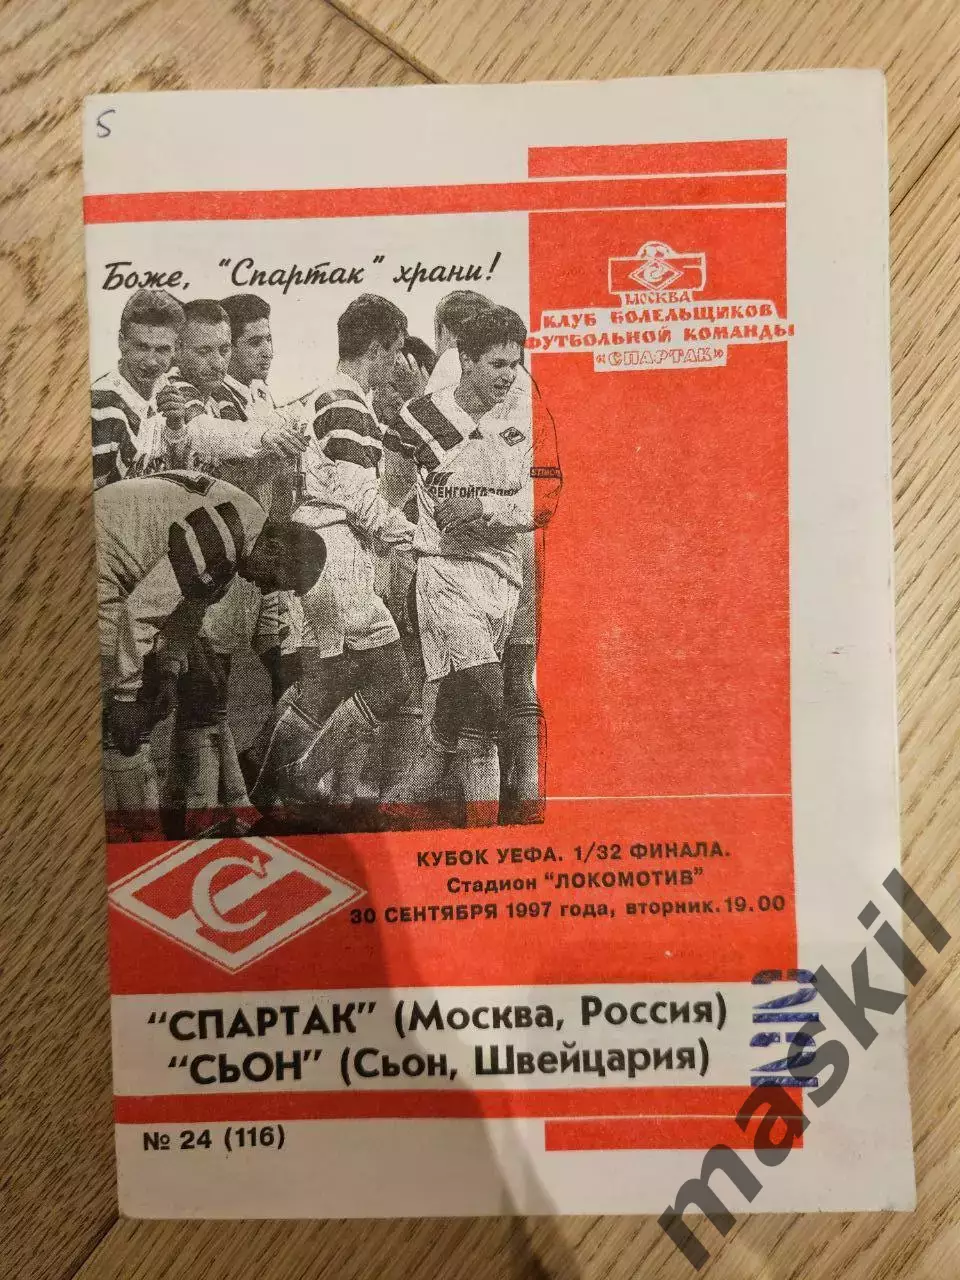 5
Боже, "Спартак" храни!
МОСКВА
КЛУБ БОЛЕЛЬЩИКОВ
ФУТБОЛЬНОЙ КОМАНДЫ
«СПАРТАК»
КУБОК УЕФА. 1/32 ФИНАЛА.
Стадион "ЛОКОМОТИВ"
30 СЕНТЯБРЯ 1997 года, вторник. 19.00
"СПАРТАК" (Москва, Россия)
"СЬОН" (Сьон, Швейцария)
№ 24 (116)
maskil